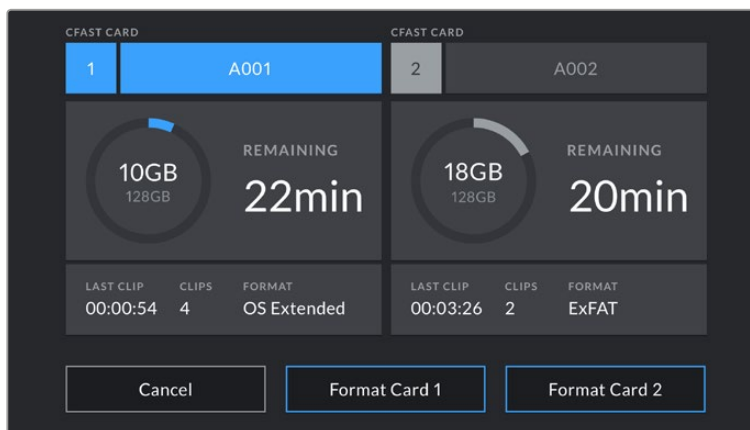 CFAST CARD
1 A001
10GB
128GB
REMAINING
22min
LAST CLIP CLIPS FORMAT
00:00:54 4 OS Extended
CFAST CARD
2 A002
18GB
128GB
REMAINING
20min
LAST CLIP CLIPS FORMAT
00:03:26 2 ExFAT
Cancel Format Card 1 Format Card 2